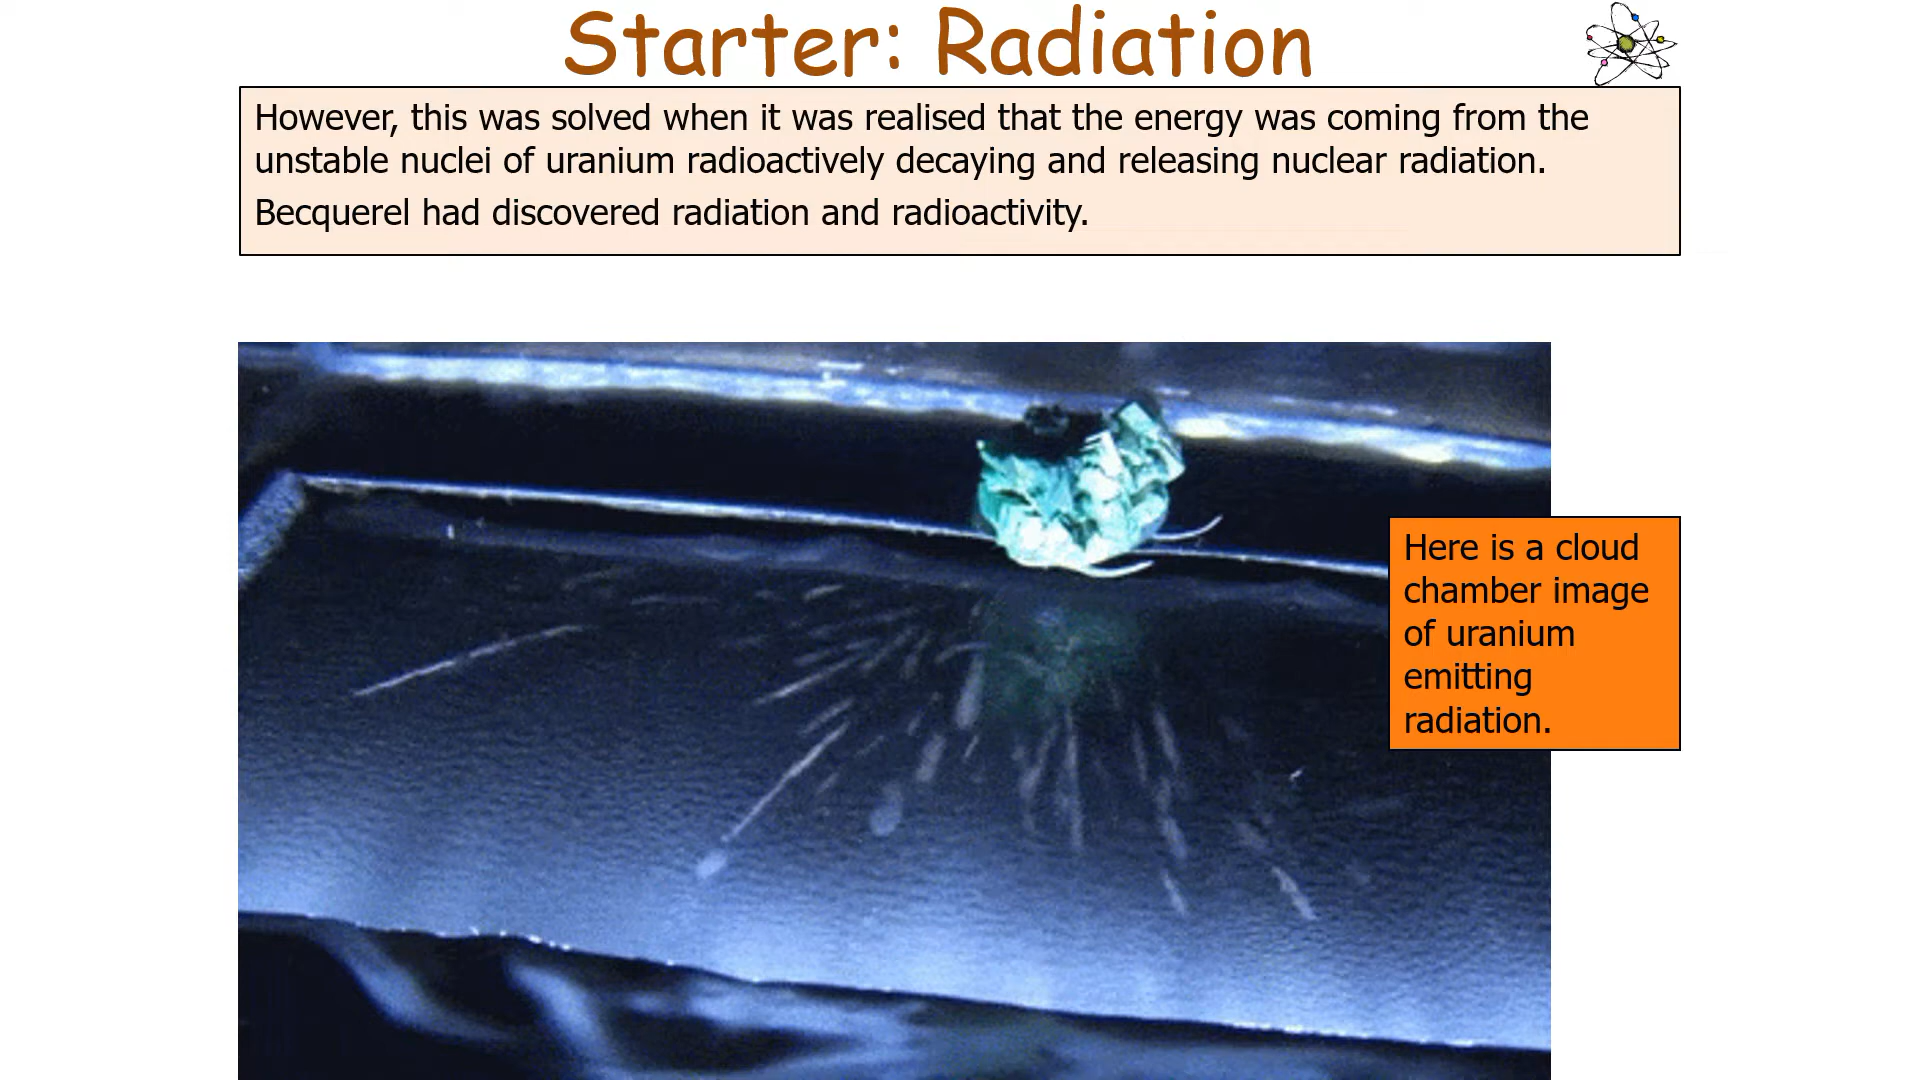 Starter: Radiation
However, this was solved when it was realised that the energy was coming from the
unstable nuclei of uranium radioactively decaying and releasing nuclear radiation.
Becquerel had discovered radiation and radioactivity.
Here is a cloud
chamber image
of uranium
emitting
radiation.